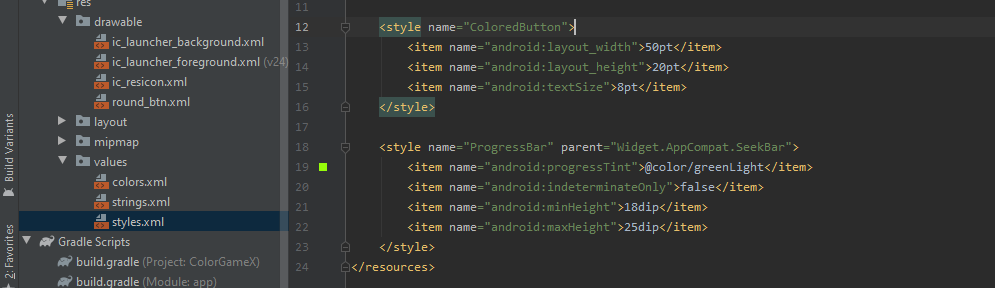 res
drawable
ic_launcher_background.xml
ic_launcher_foreground.xml (v24)
ic_resicon.xml
round_btn.xml
layout
mipmap
values
colors.xml
strings.xml
styles.xml
Gradle Scripts
build.gradle (Project: ColorGameX)
build.gradle (Module: app)
Build Variants
2: Favorites
11
12 <style name="ColoredButton">
13 <item name="android:layout_width">50pt</item>
14 <item name="android:layout_height">20pt</item>
15 <item name="android:textSize">8pt</item>
16 </style>
17
18 <style name="ProgressBar" parent="Widget.AppCompat.SeekBar">
19 <item name="android:progressTint">@color/greenLight</item>
20 <item name="android:indeterminateOnly">false</item>
21 <item name="android:minHeight">18dip</item>
22 <item name="android:maxHeight">25dip</item>
23 </style>
24 </resources>